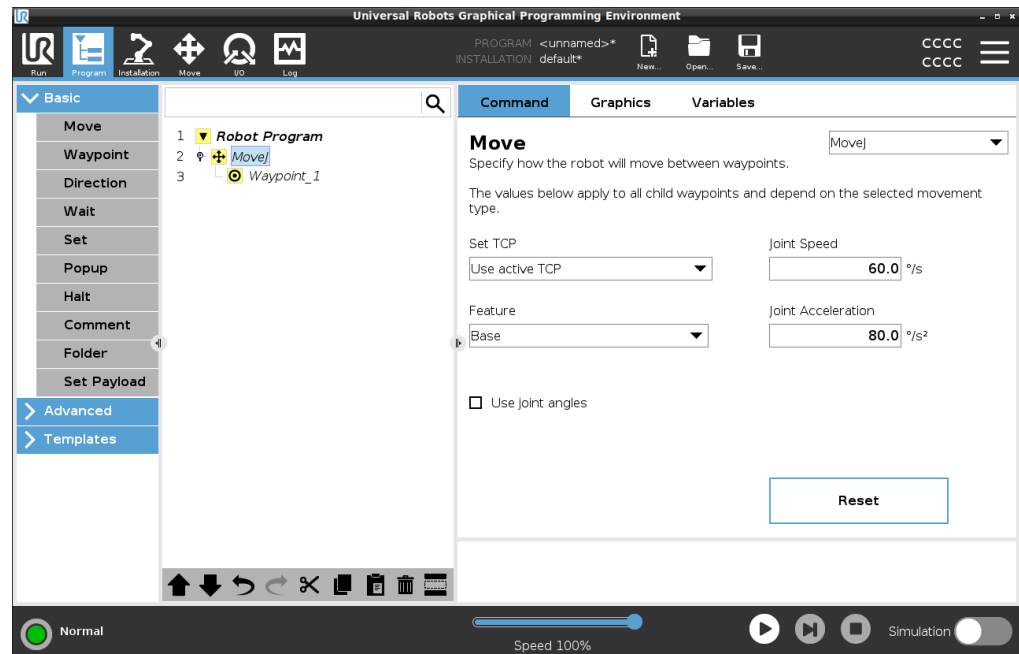 Universal Robots Graphical Programming Environment
UR
Run
Program
Installation
Move
I/O
Log
PROGRAM <unnamed>*
INSTALLATION default*
New...
Open...
Save...
CCCC
CCCC
Basic
Move
Waypoint
Direction
Wait
Set
Popup
Halt
Comment
Folder
Set Payload
Advanced
Templates
1 Robot Program
2 MoveJ
3 Waypoint_1
Command Graphics Variables
Move
MoveJ
Specify how the robot will move between waypoints.
The values below apply to all child waypoints and depend on the selected movement
type.
Set TCP
Joint Speed
Use active TCP
60.0 °/s
Feature
Joint Acceleration
Base
80.0 °/s²
Use joint angles
Reset
Normal
Speed 100%
Simulation